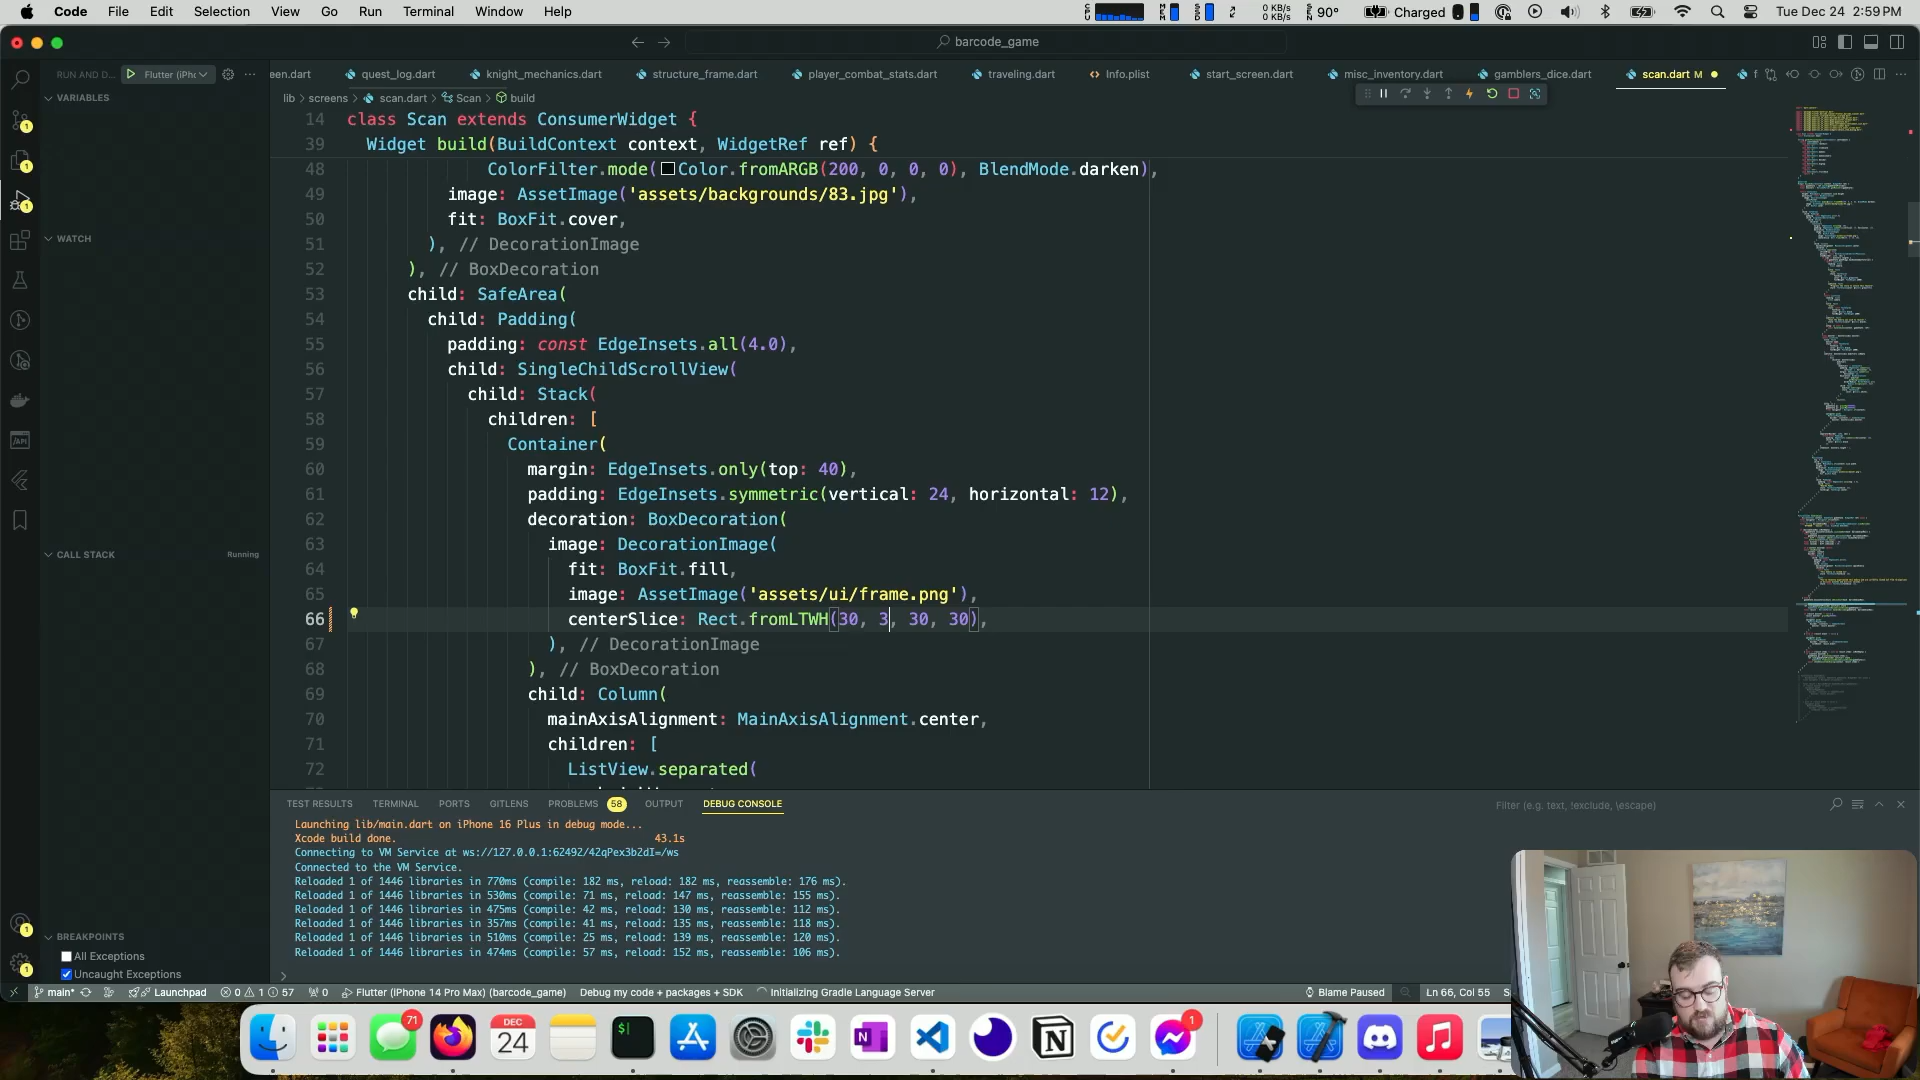 Code File Edit Selection View Go Run Terminal Window Help 0 KB/s 0 KB/s 90° Charged Tue Dec 24 2:59 PM
barcode_game
RUN AND D... Flutter (iPhc een.dart quest_log.dart knight_mechanics.dart structure_frame.dart player_combat_stats.dart traveling.dart Info.plist start_screen.dart misc_inventory.dart gamblers_dice.dart scan.dart M
VARIABLES
lib > screens > scan.dart > Scan > build
14 class Scan extends ConsumerWidget {
39 Widget build(BuildContext context, WidgetRef ref) {
48 ColorFilter.mode(Color.fromARGB(200, 0, 0, 0), BlendMode.darken),
49 image: AssetImage('assets/backgrounds/83.jpg'),
50 fit: BoxFit.cover,
51 ), // DecorationImage
52 ), // BoxDecoration
53 child: SafeArea(
54 child: Padding(
55 padding: const EdgeInsets.all(4.0),
56 child: SingleChildScrollView(
57 child: Stack(
58 children: [
59 Container(
60 margin: EdgeInsets.only(top: 40),
61 padding: EdgeInsets.symmetric(vertical: 24, horizontal: 12),
62 decoration: BoxDecoration(
63 image: DecorationImage(
64 fit: BoxFit.fill,
65 image: AssetImage('assets/ui/frame.png'),
66 centerSlice: Rect.fromLTWH(30, 3, 30, 30),
67 ), // DecorationImage
68 ), // BoxDecoration
69 child: Column(
70 mainAxisAlignment: MainAxisAlignment.center,
71 children: [
72 ListView.separated(
WATCH
CALL STACK Running
BREAKPOINTS
All Exceptions
Uncaught Exceptions
TEST RESULTS TERMINAL PORTS GITLENS PROBLEMS 58 OUTPUT DEBUG CONSOLE Filter (e.g. text, !exclude, \escape)
Launching lib/main.dart on iPhone 16 Plus in debug mode...
Xcode build done. 43.1s
Connecting to VM Service at ws://127.0.0.1:62492/42qPex3b2dI=/ws
Connected to the VM Service.
Reloaded 1 of 1446 libraries in 770ms (compile: 182 ms, reload: 182 ms, reassemble: 176 ms).
Reloaded 1 of 1446 libraries in 530ms (compile: 71 ms, reload: 147 ms, reassemble: 155 ms).
Reloaded 1 of 1446 libraries in 475ms (compile: 42 ms, reload: 130 ms, reassemble: 112 ms).
Reloaded 1 of 1446 libraries in 357ms (compile: 41 ms, reload: 135 ms, reassemble: 118 ms).
Reloaded 1 of 1446 libraries in 510ms (compile: 25 ms, reload: 139 ms, reassemble: 120 ms).
Reloaded 1 of 1446 libraries in 474ms (compile: 57 ms, reload: 152 ms, reassemble: 106 ms).
main* Launchpad 0 1 57 0 Flutter (iPhone 14 Pro Max) (barcode_game) Debug my code + packages + SDK Initializing Gradle Language Server Blame Paused Ln 66, Col 55
71 DEC 24 1